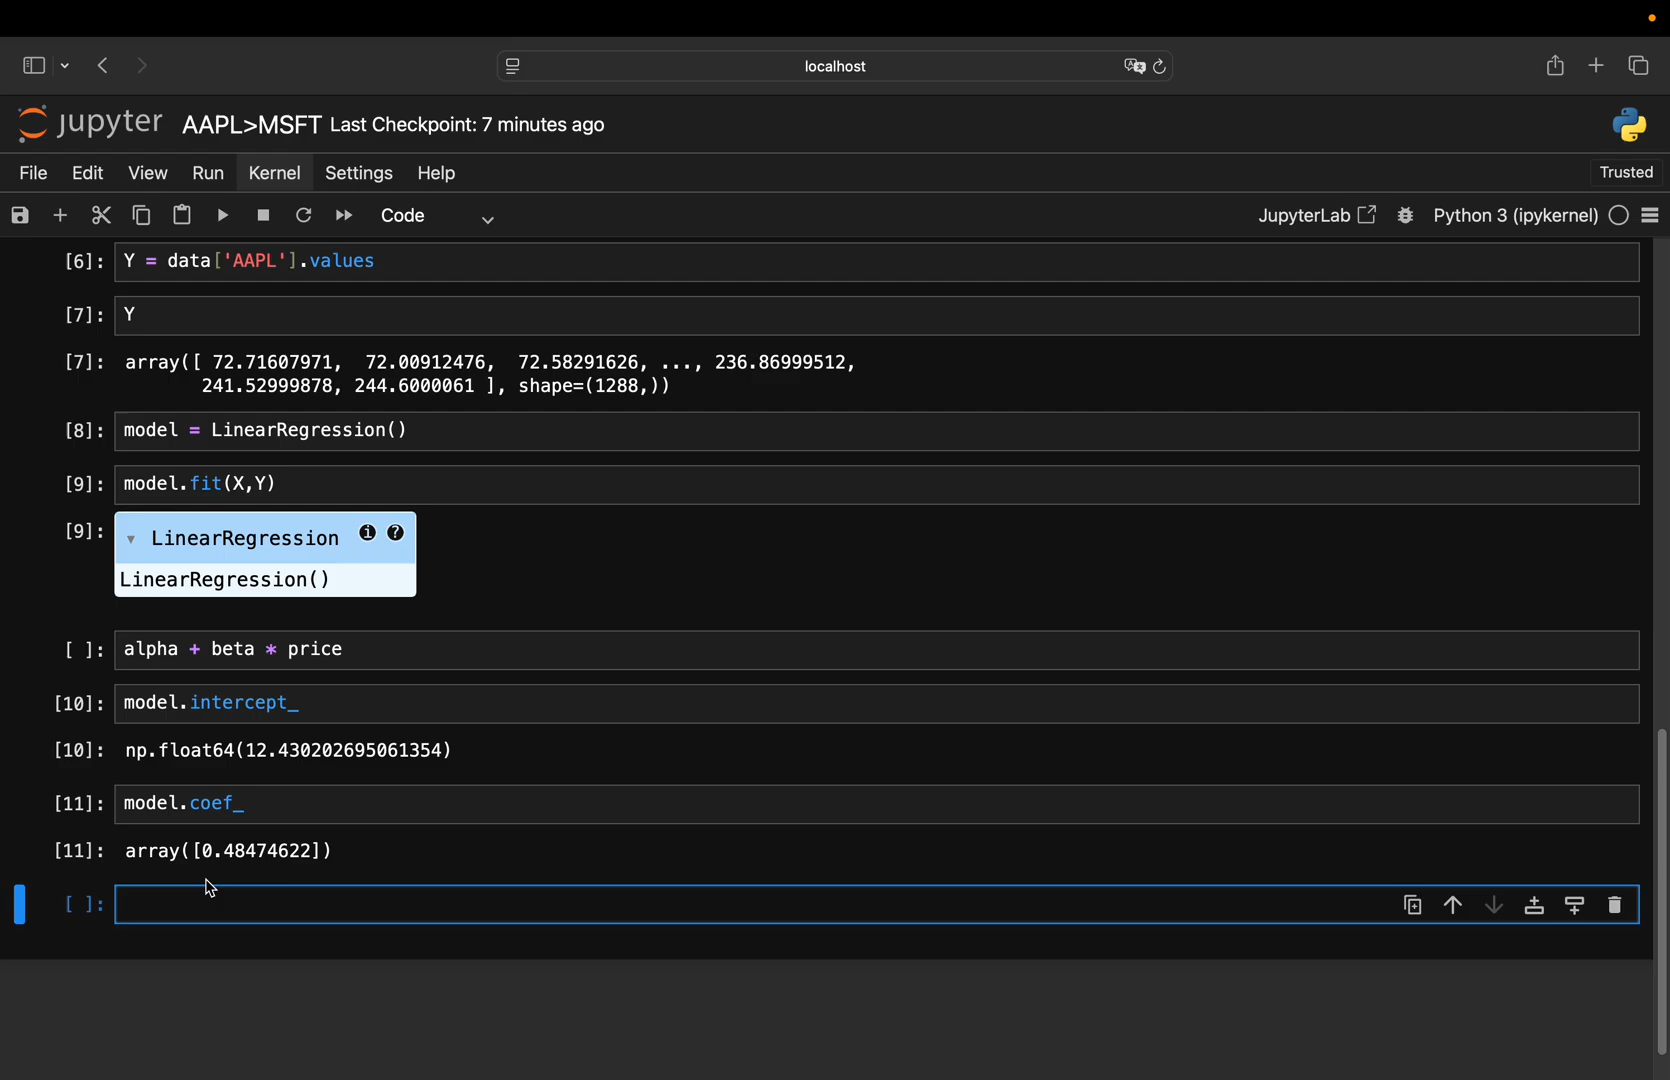 localhost
jupyter AAPL>MSFT Last Checkpoint: 7 minutes ago
File Edit View Run Kernel Settings Help Trusted
Code JupyterLab Python 3 (ipykernel)
[6]: Y = data['AAPL'].values
[7]: Y
[7]: array([ 72.71607971, 72.00912476, 72.58291626, ..., 236.86999512,
241.52999878, 244.6000061 ], shape=(1288,))
[8]: model = LinearRegression()
[9]: model.fit(X,Y)
[9]: ▾ LinearRegression i ?
LinearRegression()
[ ]: alpha + beta * price
[10]: model.intercept_
[10]: np.float64(12.430202695061354)
[11]: model.coef_
[11]: array([0.48474622])
[ ]: